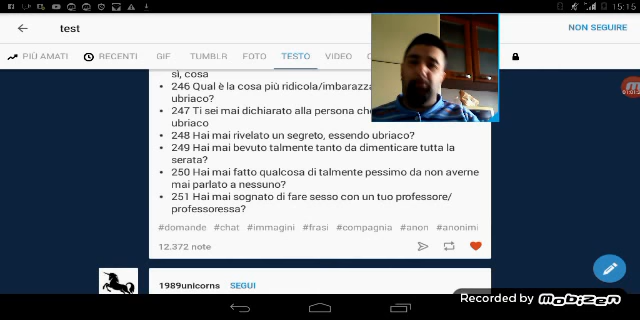 15:15
test
NON SEGUIRE
PIÙ AMATI RECENTI GIF TUMBLR FOTO TESTO VIDEO
sì, cosa
• 246 Qual è la cosa più ridicola/imbaraz
ubriaco?
• 247 Ti sei mai dichiarato alla persona ch
ubriaco
• 248 Hai mai rivelato un segreto, essendo ubriaco?
• 249 Hai mai bevuto talmente tanto da dimenticare tutta la
serata?
• 250 Hai mai fatto qualcosa di talmente pessimo da non averne
mai parlato a nessuno?
• 251 Hai mai sognato di fare sesso con un tuo professore/
professoressa?
#domande #chat #immagini #frasi #compagnia #anon #anonimi
12.372 note
1989unicorns SEGUI
Recorded by Mobizen